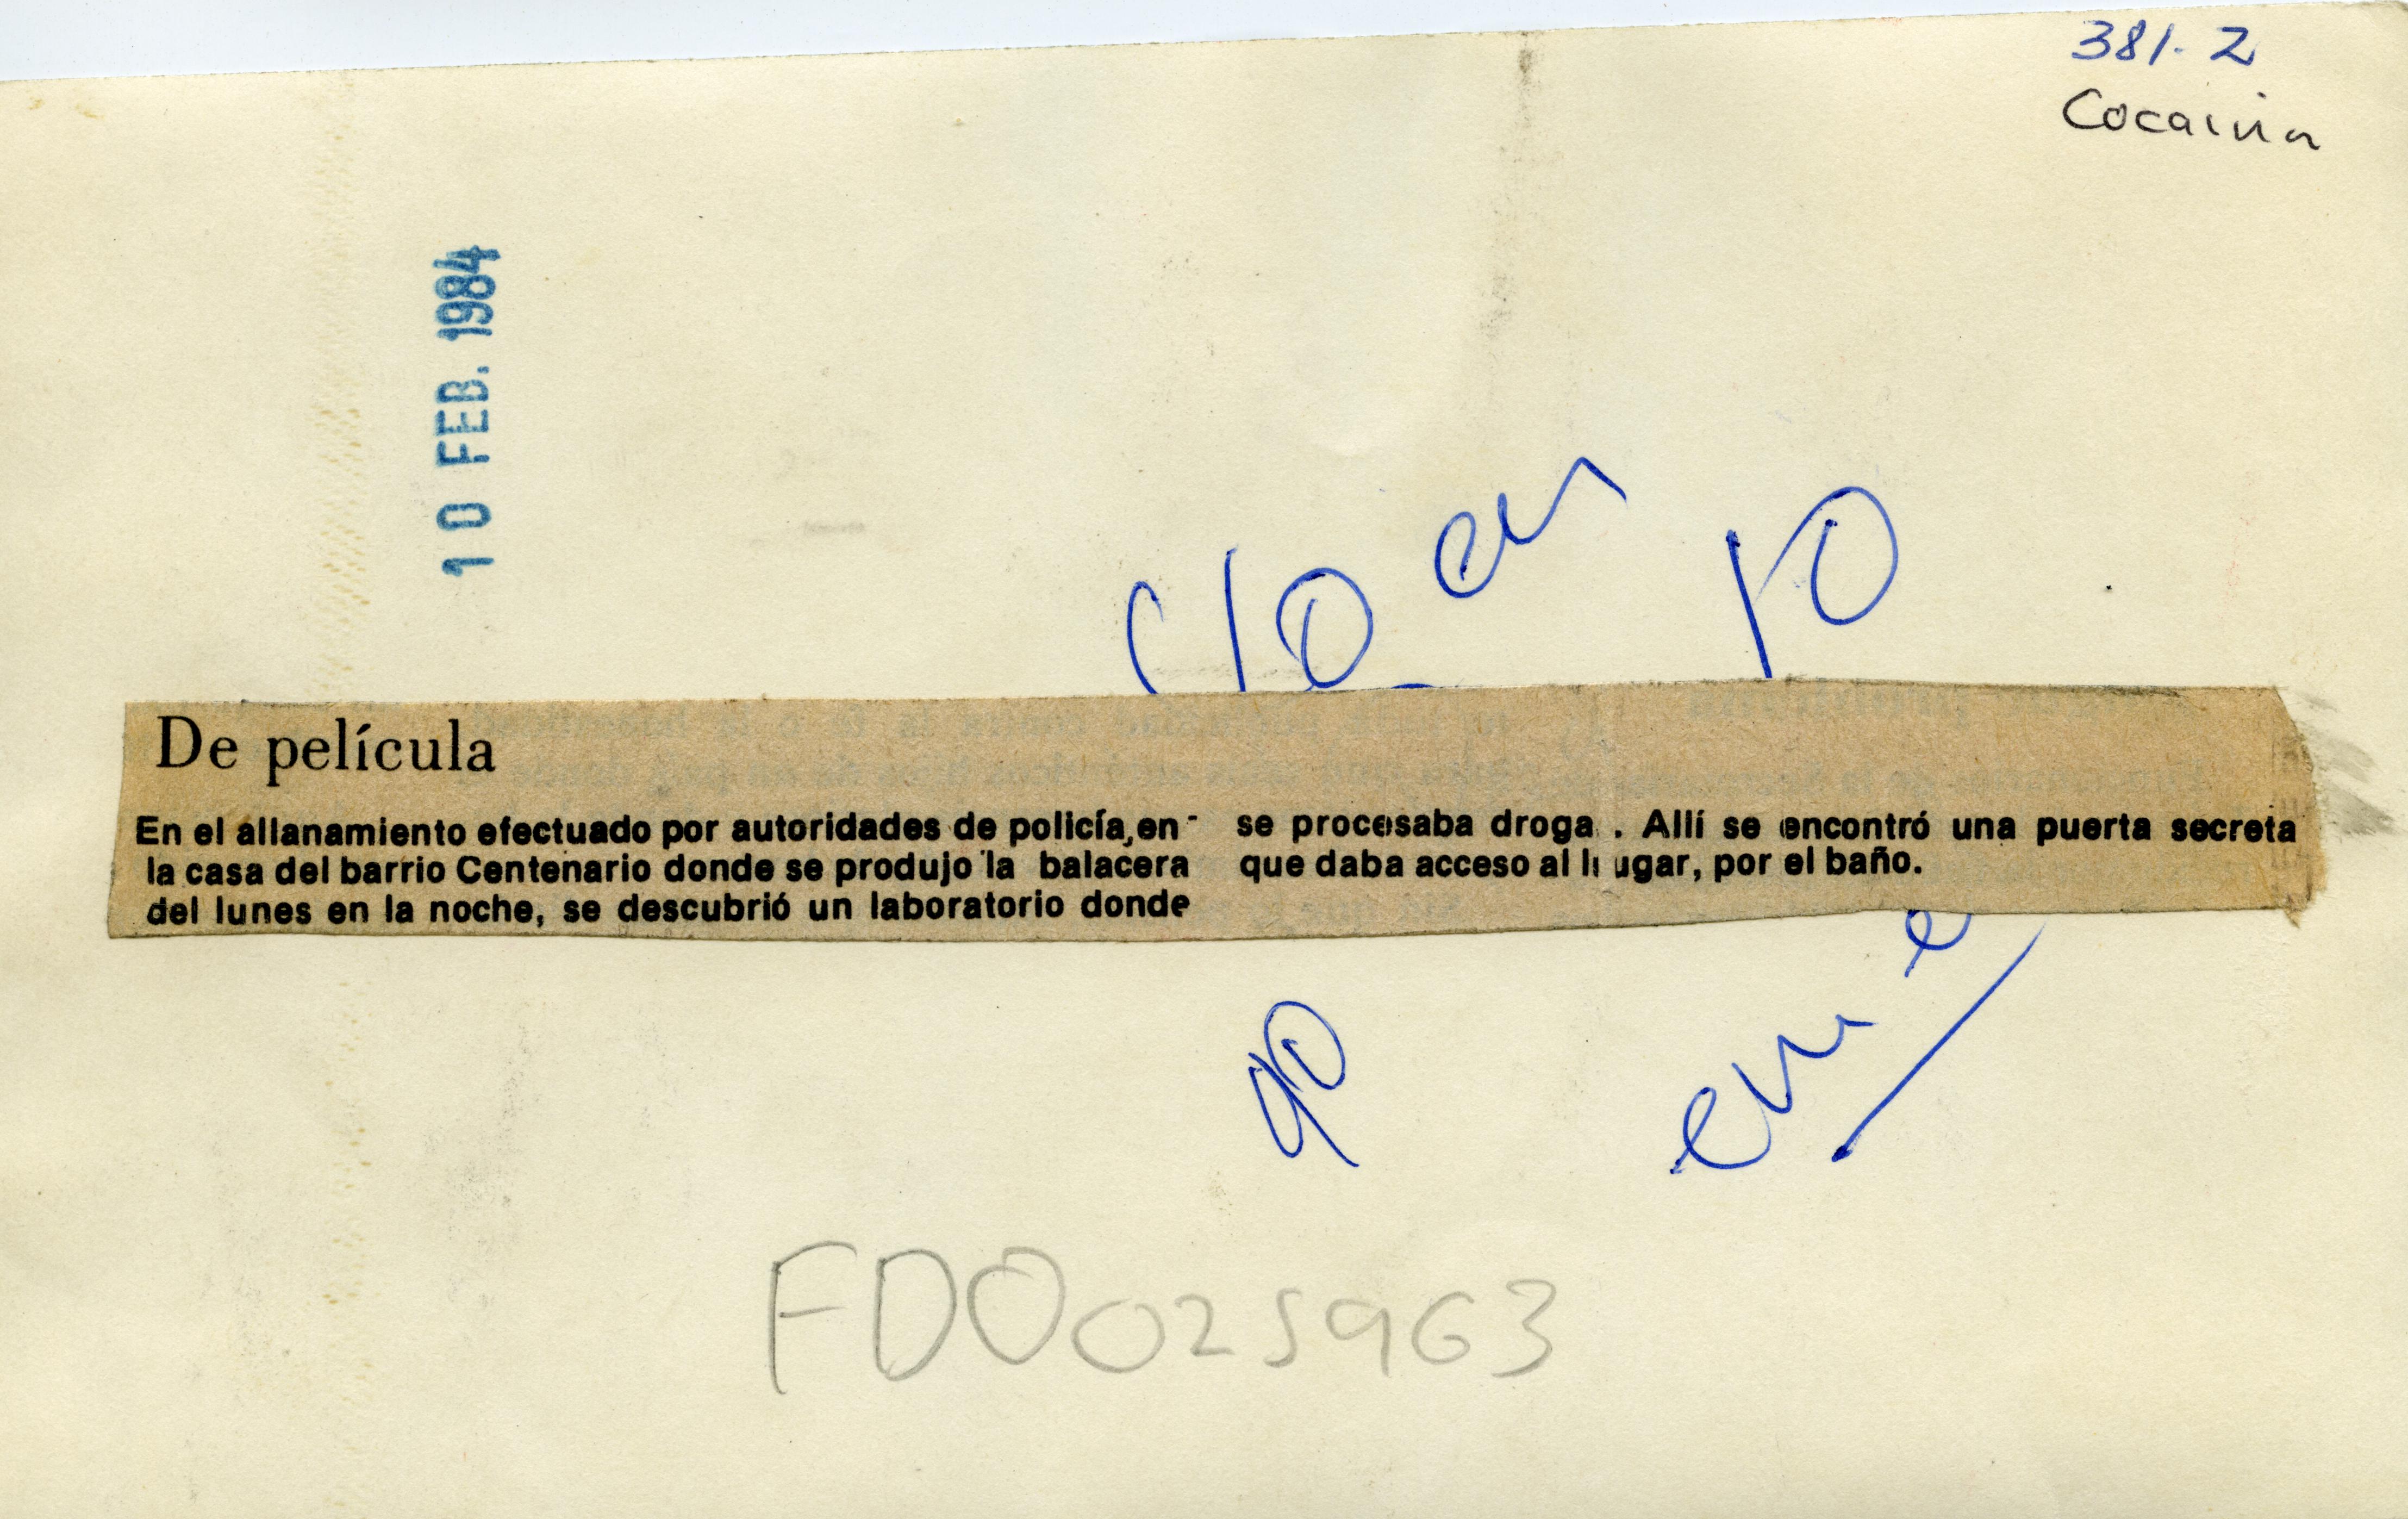 381-2
Cocaina
10 FEB. 1984
10
De película
En el allanamiento efectuado por autoridades de policía, en
la casa del barrio Centenario donde se produjo la balacera
del lunes en la noche, se descubrió un laboratorio donde
se procesaba droga . Allí se encontró una puerta secreta
que daba acceso al lugar, por el baño.
FDO025963